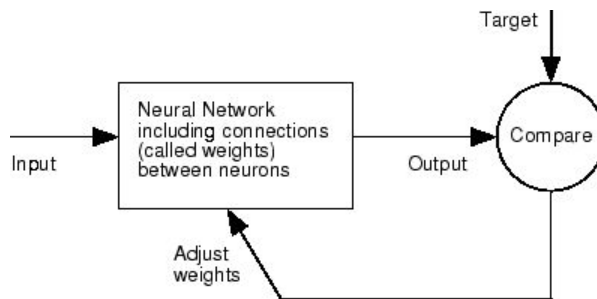 Target
Neural Network
including connections
(called weights)
between neurons
Compare
Input
Output
Adjust
weights